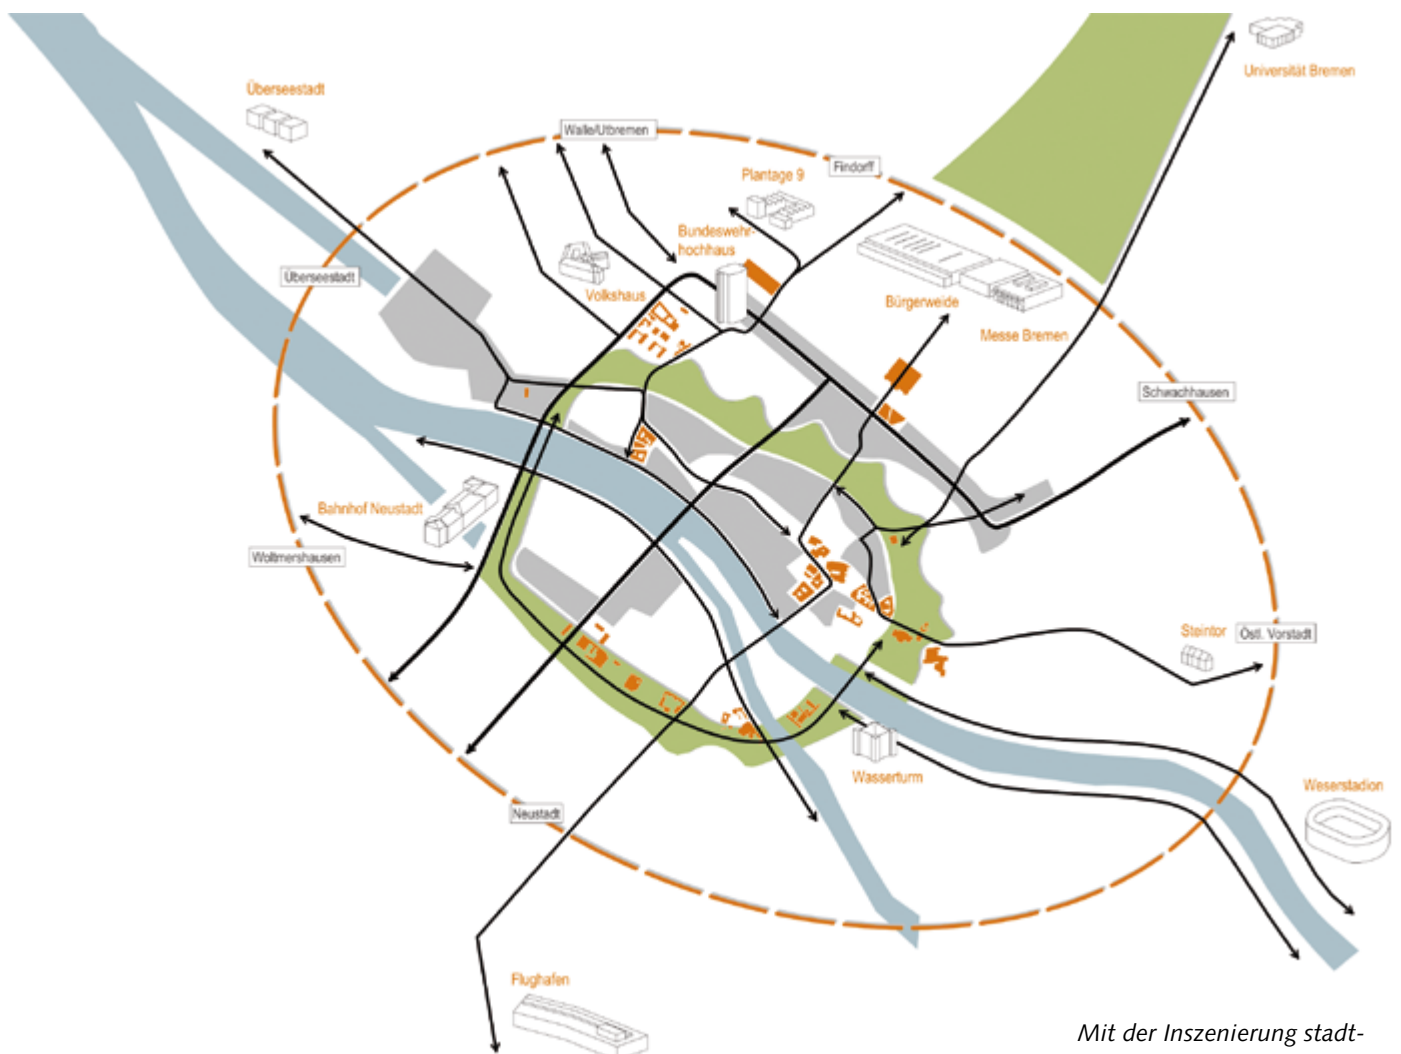 Universität Bremen
Überseestadt
Walle/Utbremen
Findorff
Plantage 9
Bundeswehr-
hochhaus
Überseestadt
Volkshaus
Bürgerweide
Messe Bremen
Schwachhausen
Bahnhof Neustadt
Woltmershausen
Steintor
Östl. Vorstadt
Wasserturm
Weserstadion
Neustadt
Flughafen
Mit der Inszenierung stadt-